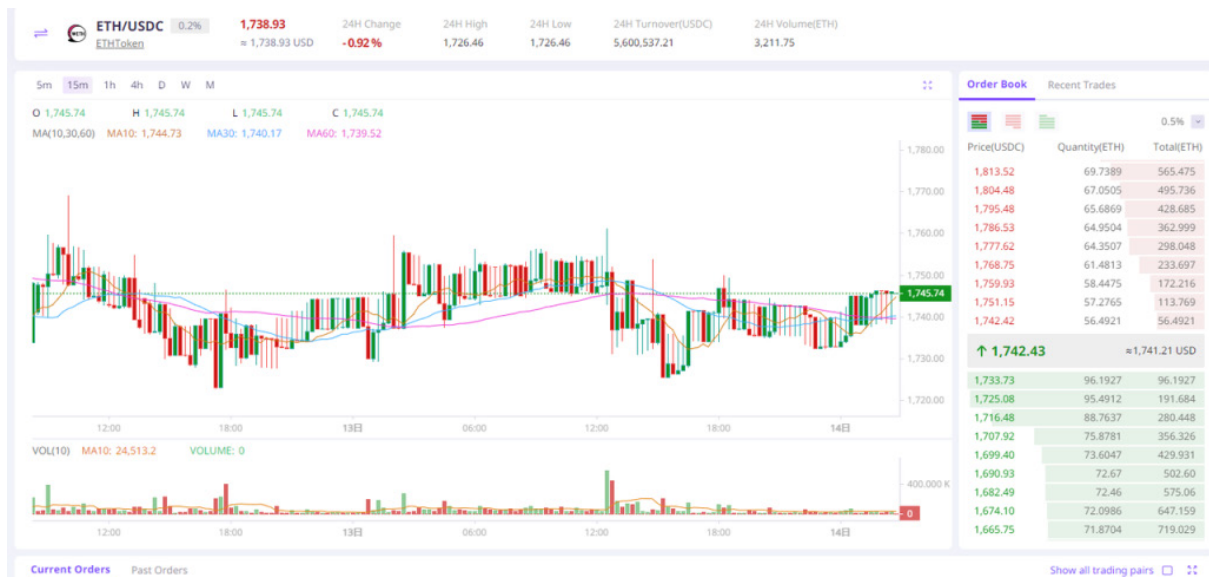 ETH/USDC 0.2% 1,738.93 24H Change 24H High 24H Low 24H Turnover(USDC) 24H Volume(ETH)
ETHToken ≈ 1,738.93 USD -0.92 % 1,726.46 1,726.46 5,600,537.21 3,211.75
5m 15m 1h 4h D W M
O 1,745.74 H 1,745.74 L 1,745.74 C 1,745.74
MA(10,30,60) MA10: 1,744.73 MA30: 1,740.17 MA60: 1,739.52
1,780.00
1,770.00
1,760.00
1,750.00
1,745.74
1,740.00
1,730.00
1,720.00
12:00 18:00 13日 06:00 12:00 18:00 14日
VOL(10) MA10: 24,513.2 VOLUME: 0
400.000 K
0
12:00 18:00 13日 06:00 12:00 18:00 14日
Order Book Recent Trades
0.5%
Price(USDC) Quantity(ETH) Total(ETH)
1,813.52 69.7389 565.475
1,804.48 67.0505 495.736
1,795.48 65.6869 428.685
1,786.53 64.9504 362.999
1,777.62 64.3507 298.048
1,768.75 61.4813 233.697
1,759.93 58.4475 172.216
1,751.15 57.2765 113.769
1,742.42 56.4921 56.4921
↑ 1,742.43 ≈1,741.21 USD
1,733.73 96.1927 96.1927
1,725.08 95.4912 191.684
1,716.48 88.7637 280.448
1,707.92 75.8781 356.326
1,699.40 73.6047 429.931
1,690.93 72.67 502.60
1,682.49 72.46 575.06
1,674.10 72.0986 647.159
1,665.75 71.8704 719.029
Current Orders Past Orders Show all trading pairs